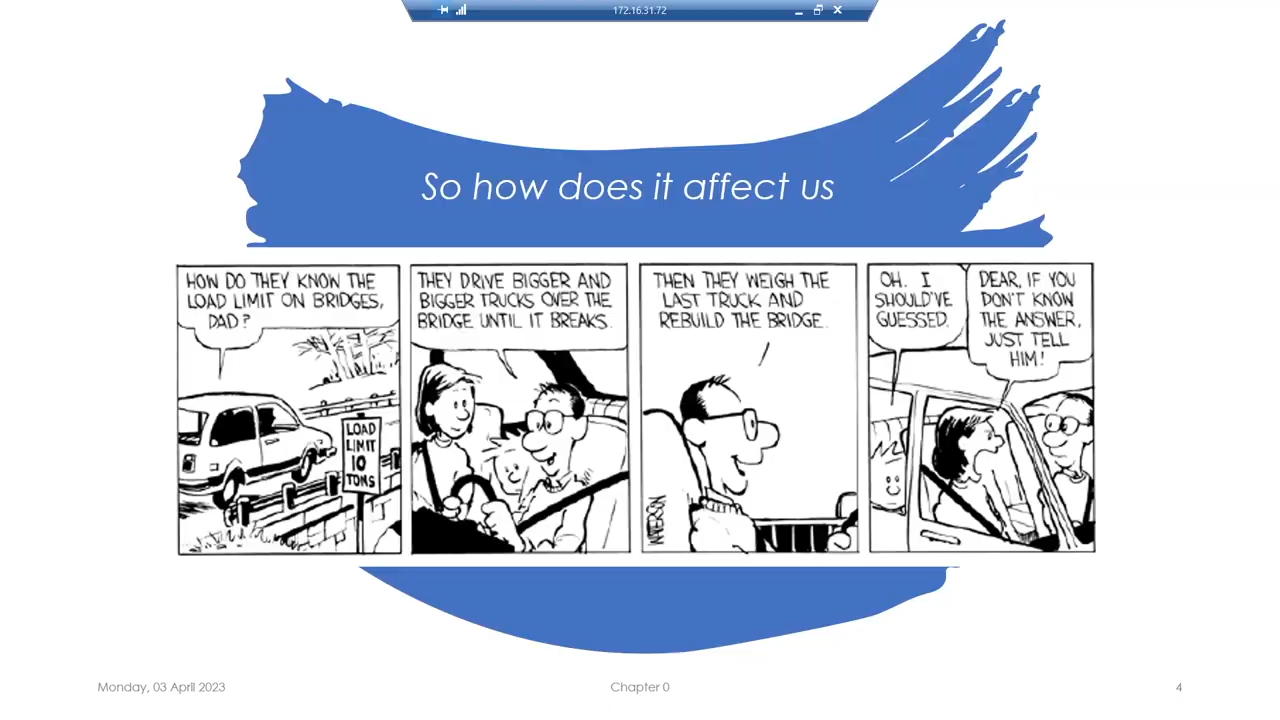 172.16.31.72
So how does it affect us
HOW DO THEY KNOW THE
LOAD LIMIT ON BRIDGES,
DAD?
LOAD
LIMIT
10
TONS
THEY DRIVE BIGGER AND
BIGGER TRUCKS OVER THE
BRIDGE UNTIL IT BREAKS.
THEN THEY WEIGH THE
LAST TRUCK AND
REBUILD THE BRIDGE.
WATTERSON
OH. I
SHOULD'VE
GUESSED.
DEAR, IF YOU
DON'T KNOW
THE ANSWER,
JUST TELL
HIM!
Monday, 03 April 2023
Chapter 0
4